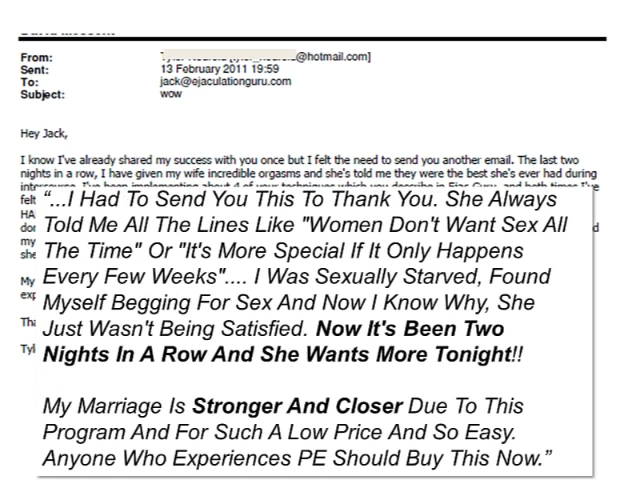 From:
@hotmail.com]
Sent: 13 February 2011 19:59
To: jack@ejaculationguru.com
Subject: wow
Hey Jack,
I know I've already shared my success with you once but I felt the need to send you another email. The last two
nights in a row, I have given my wife incredible orgasms and she's told me they were the best she's ever had during
felt
my
she
My
“...I Had To Send You This To Thank You. She Always
Told Me All The Lines Like "Women Don't Want Sex All
The Time" Or "It's More Special If It Only Happens
Every Few Weeks".... I Was Sexually Starved, Found
Myself Begging For Sex And Now I Know Why, She
Just Wasn't Being Satisfied. Now It's Been Two
Nights In A Row And She Wants More Tonight!!
My Marriage Is Stronger And Closer Due To This
Program And For Such A Low Price And So Easy.
Anyone Who Experiences PE Should Buy This Now.”